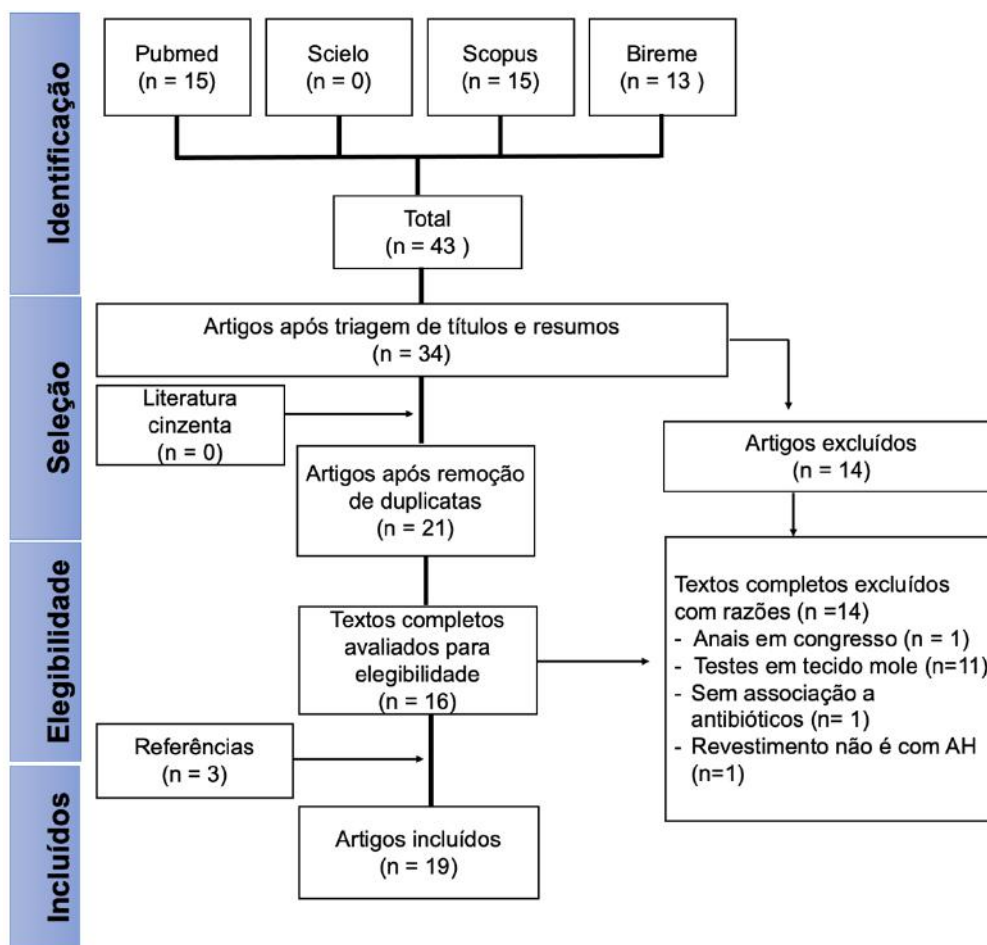 Identificação
Pubmed
(n = 15)
Scielo
(n = 0)
Scopus
(n = 15)
Bireme
(n = 13 )
Total
(n = 43 )
Seleção
Artigos após triagem de títulos e resumos
(n = 34)
Literatura
cinzenta
(n = 0)
Artigos excluídos
(n = 14)
Artigos após remoção
de duplicatas
(n = 21)
Elegibilidade
Textos completos
avaliados para
elegibilidade
(n = 16)
Textos completos excluídos
com razões (n =14)
- Anais em congresso (n = 1)
- Testes em tecido mole (n=11)
- Sem associação a
antibióticos (n= 1)
- Revestimento não é com AH
(n=1)
Referências
(n = 3)
Incluídos
Artigos incluídos
(n = 19)